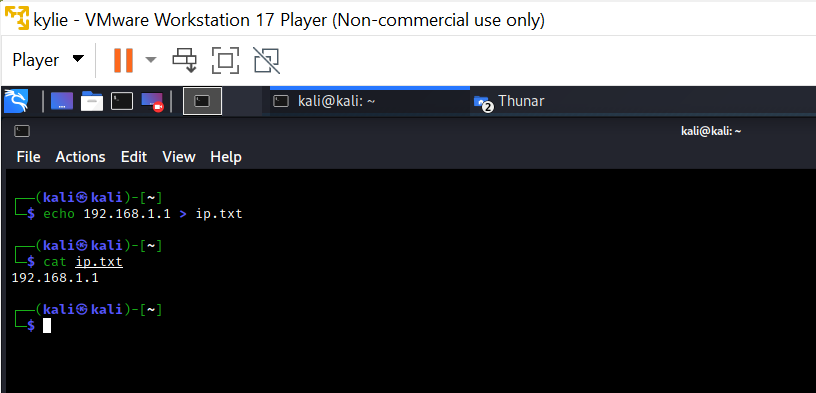 kylie - VMware Workstation 17 Player (Non-commercial use only)
Player
kali@kali: ~
2
Thunar
kali@kali: ~
File Actions Edit View Help
┌──(kali㉿kali)-[~]
└─$ echo 192.168.1.1 > ip.txt
┌──(kali㉿kali)-[~]
└─$ cat ip.txt
192.168.1.1
┌──(kali㉿kali)-[~]
└─$